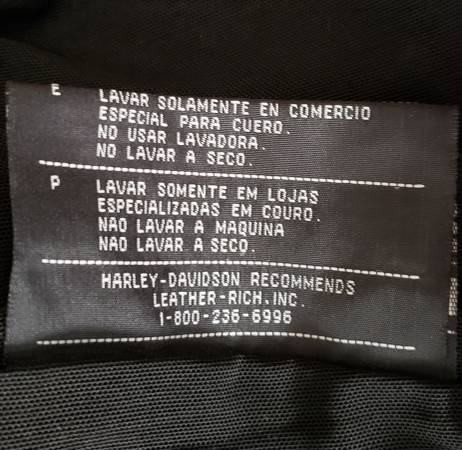 E LAVAR SOLAMENTE EN COMERCIO
ESPECIAL PARA CUERO.
NO USAR LAVADORA.
NO LAVAR A SECO.
P LAVAR SOMENTE EM LOJAS
ESPECIALIZADAS EM COURO.
NAO LAVAR A MAQUINA
NAO LAVAR A SECO.
HARLEY-DAVIDSON RECOMMENDS
LEATHER-RICH, INC.
1-800-236-6996